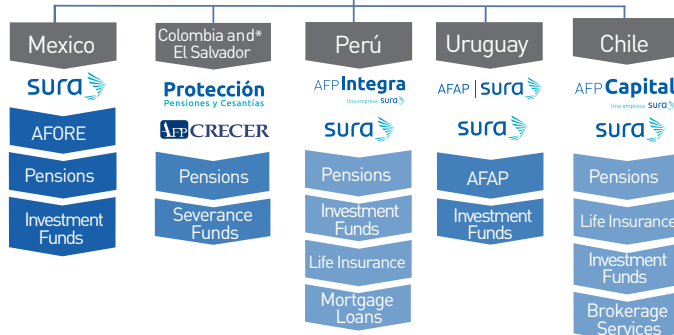 Mexico
sura
AFORE
Pensions
Investment
Funds
Colombia and*
El Salvador
Protección
Pensiones y Cesantías
AFP CRECER
Pensions
Severance
Funds
Perú
AFP Integra
Una empresa sura
sura
Pensions
Investment
Funds
Life Insurance
Mortgage
Loans
Uruguay
AFAP | sura
sura
AFAP
Investment
Funds
Chile
AFP Capital
Una empresa sura
sura
Pensions
Life Insurance
Investment
Funds
Brokerage
Services